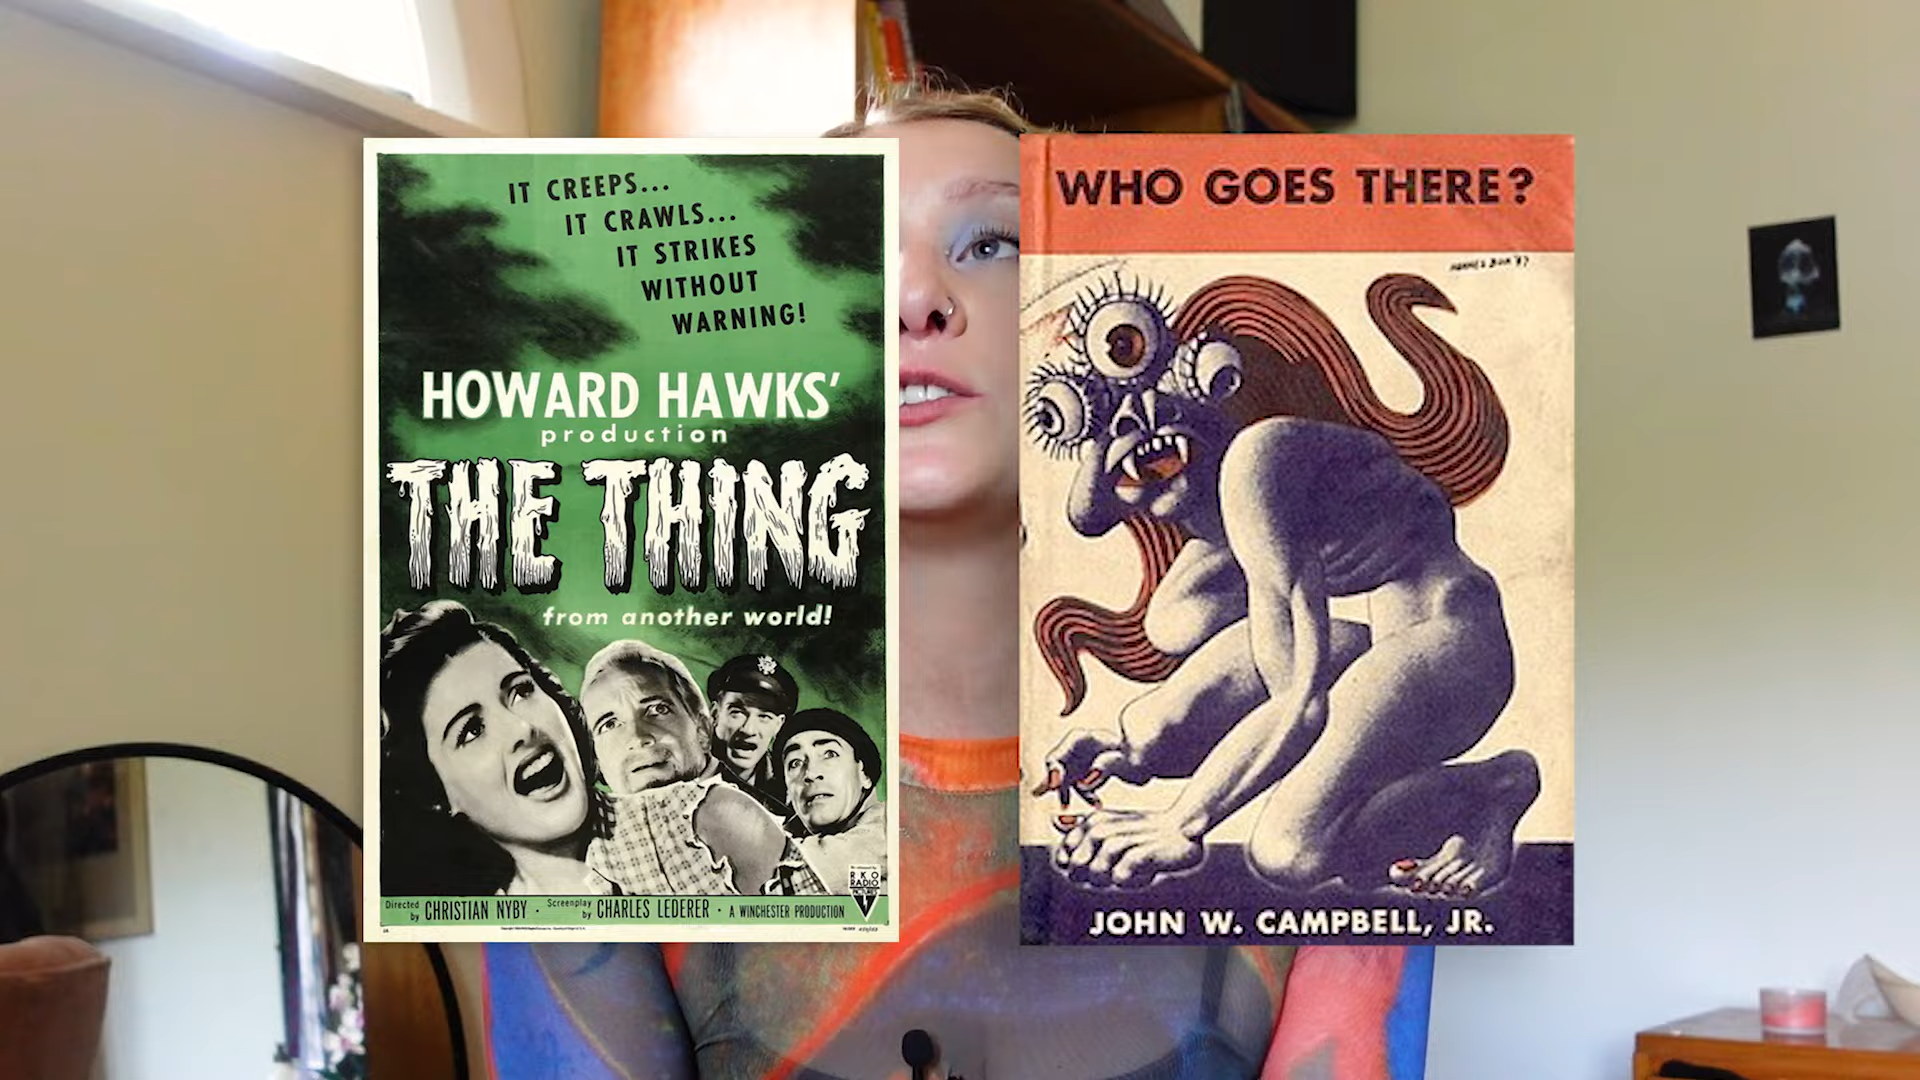 IT CREEPS...
IT CRAWLS...
IT STRIKES
WITHOUT
WARNING!
HOWARD HAWKS'
production
THE THING
from another world!
RKO
RADIO
PICTURES
Directed by CHRISTIAN NYBY · Screenplay by CHARLES LEDERER · A WINCHESTER PRODUCTION
WHO GOES THERE?
JOHN W. CAMPBELL, JR.